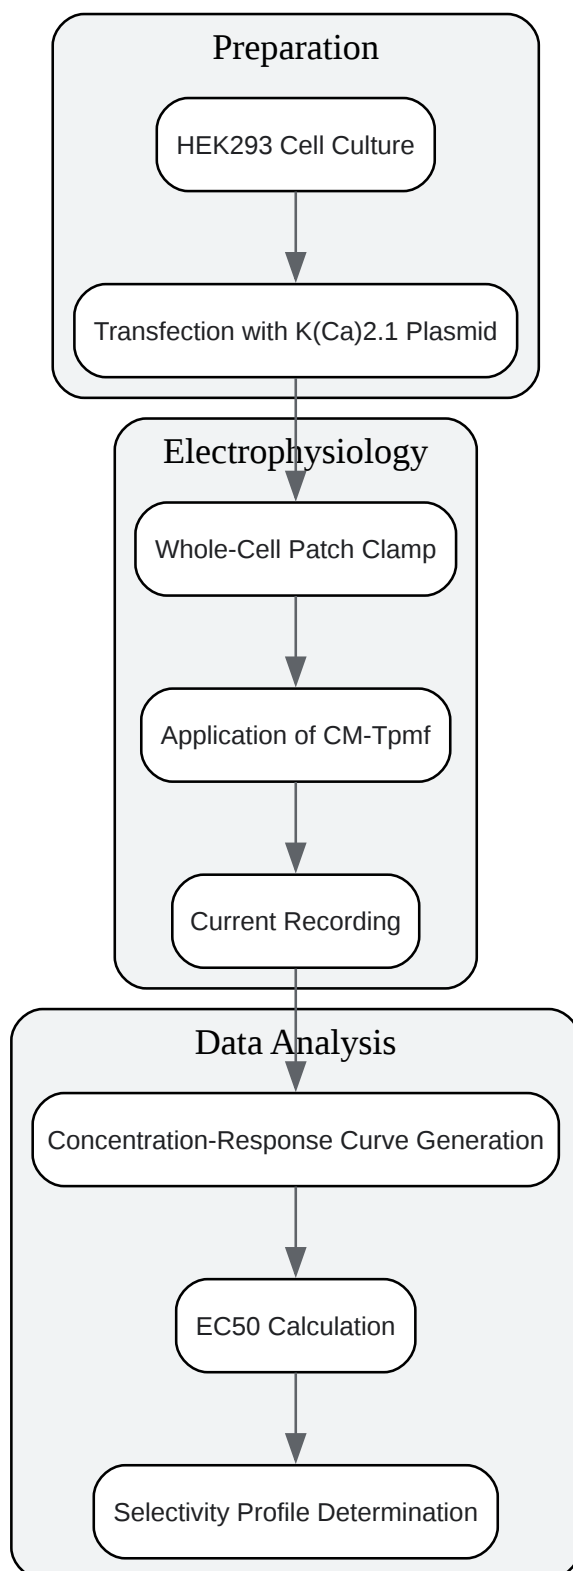 Preparation
HEK293 Cell Culture
Transfection with K(Ca)2.1 Plasmid
Electrophysiology
Whole-Cell Patch Clamp
Application of CM-Tpmf
Current Recording
Data Analysis
Concentration-Response Curve Generation
EC50 Calculation
Selectivity Profile Determination